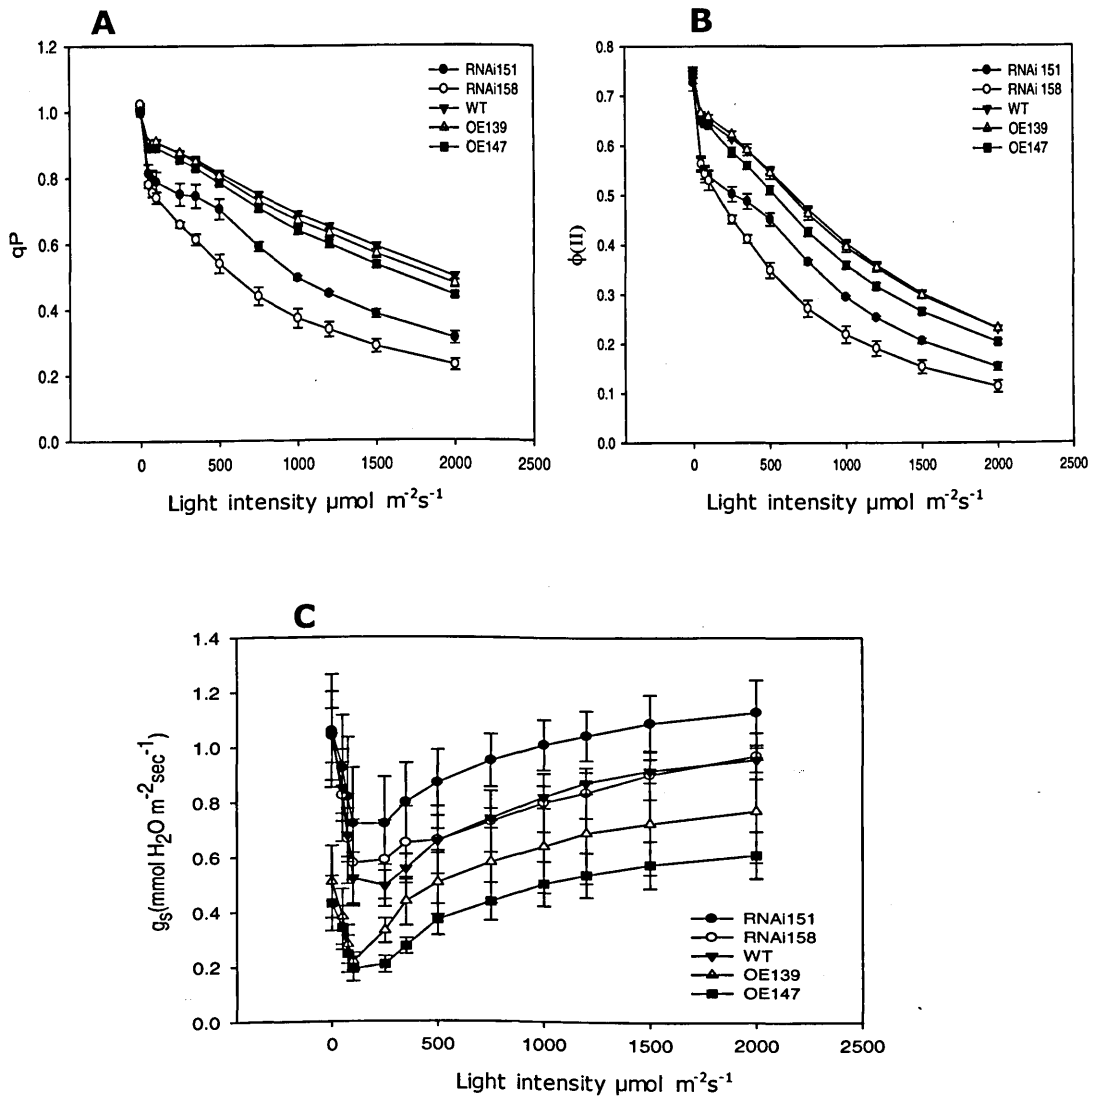 A
1.2
1.0
0.8
0.6
0.4
0.2
0.0
qP
RNAi151
RNAi158
WT
OE139
OE147
0 500 1000 1500 2000 2500
Light intensity µmol m⁻²s⁻¹
B
0.8
0.7
0.6
0.5
0.4
0.3
0.2
0.1
0.0
ϕ(II)
RNAi 151
RNAi 158
WT
OE139
OE147
0 500 1000 1500 2000 2500
Light intensity µmol m⁻²s⁻¹
C
1.4
1.2
1.0
0.8
0.6
0.4
0.2
0.0
gₛ(mmol H₂O m⁻²sec⁻¹)
RNAi151
RNAi158
WT
OE139
OE147
0 500 1000 1500 2000 2500
Light intensity µmol m⁻²s⁻¹